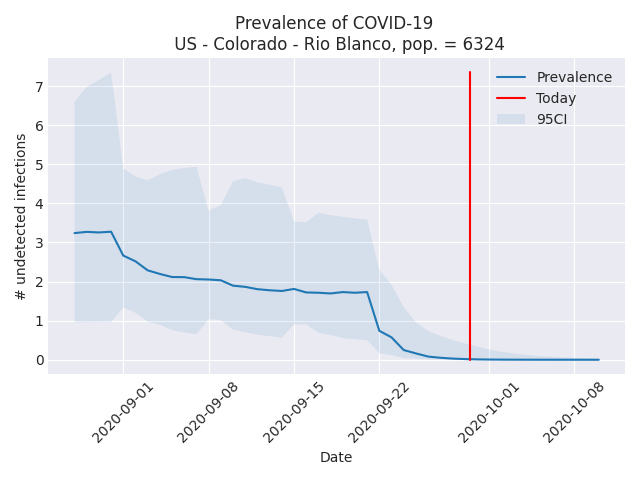 Prevalence of COVID-19
US - Colorado - Rio Blanco, pop. = 6324
Prevalence
Today
95CI
# undetected infections
7
6
5
4
3
2
1
0
2020-09-01
2020-09-08
2020-09-15
2020-09-22
2020-10-01
2020-10-08
Date